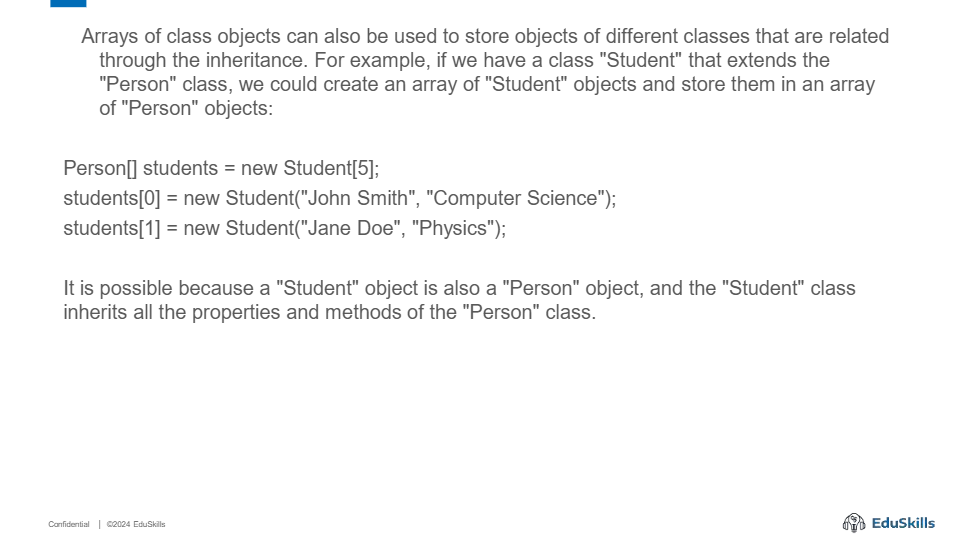 Arrays of class objects can also be used to store objects of different classes that are related
through the inheritance. For example, if we have a class "Student" that extends the
"Person" class, we could create an array of "Student" objects and store them in an array
of "Person" objects:
Person[] students = new Student[5];
students[0] = new Student("John Smith", "Computer Science");
students[1] = new Student("Jane Doe", "Physics");
It is possible because a "Student" object is also a "Person" object, and the "Student" class
inherits all the properties and methods of the "Person" class.
Confidential | ©2024 EduSkills
EduSkills